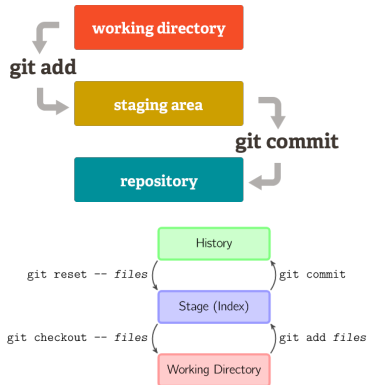 working directory
git add
staging area
git commit
repository
History
git reset -- files
git commit
Stage (Index)
git checkout -- files
git add files
Working Directory